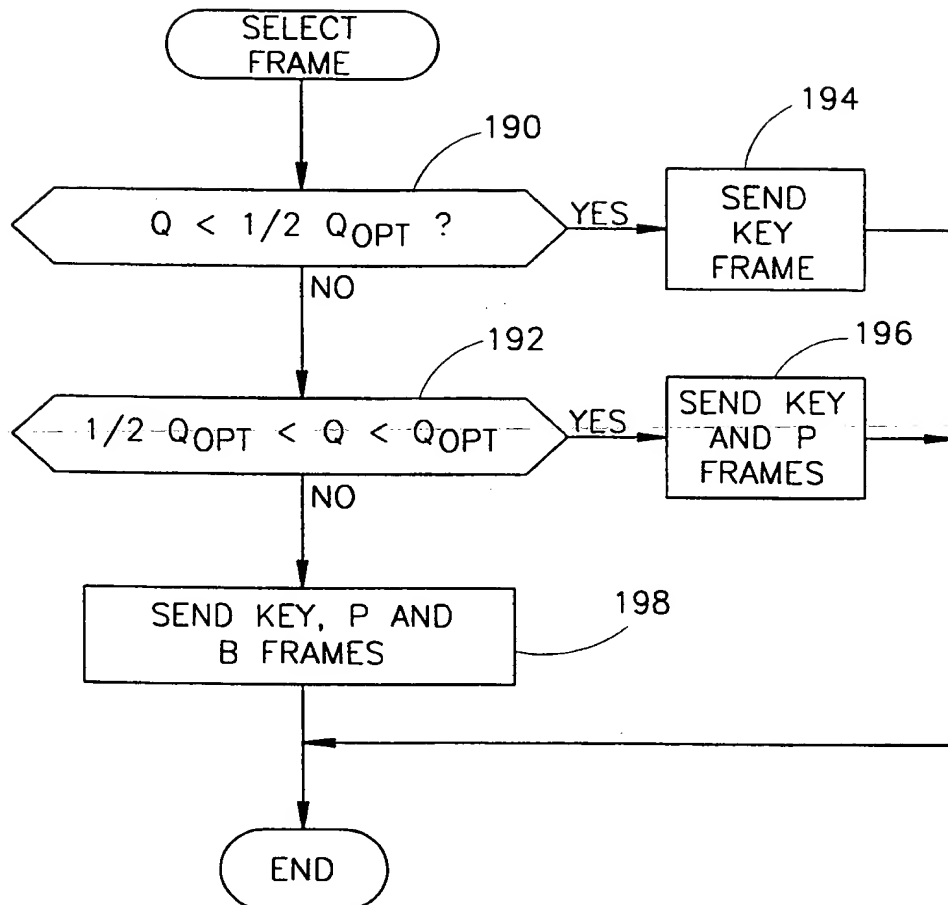 SELECT
FRAME
190
Q < 1/2 QOPT ?
YES
194
SEND
KEY
FRAME
NO
192
1/2 QOPT < Q < QOPT
YES
196
SEND KEY
AND P
FRAMES
NO
SEND KEY, P AND
B FRAMES
198
END